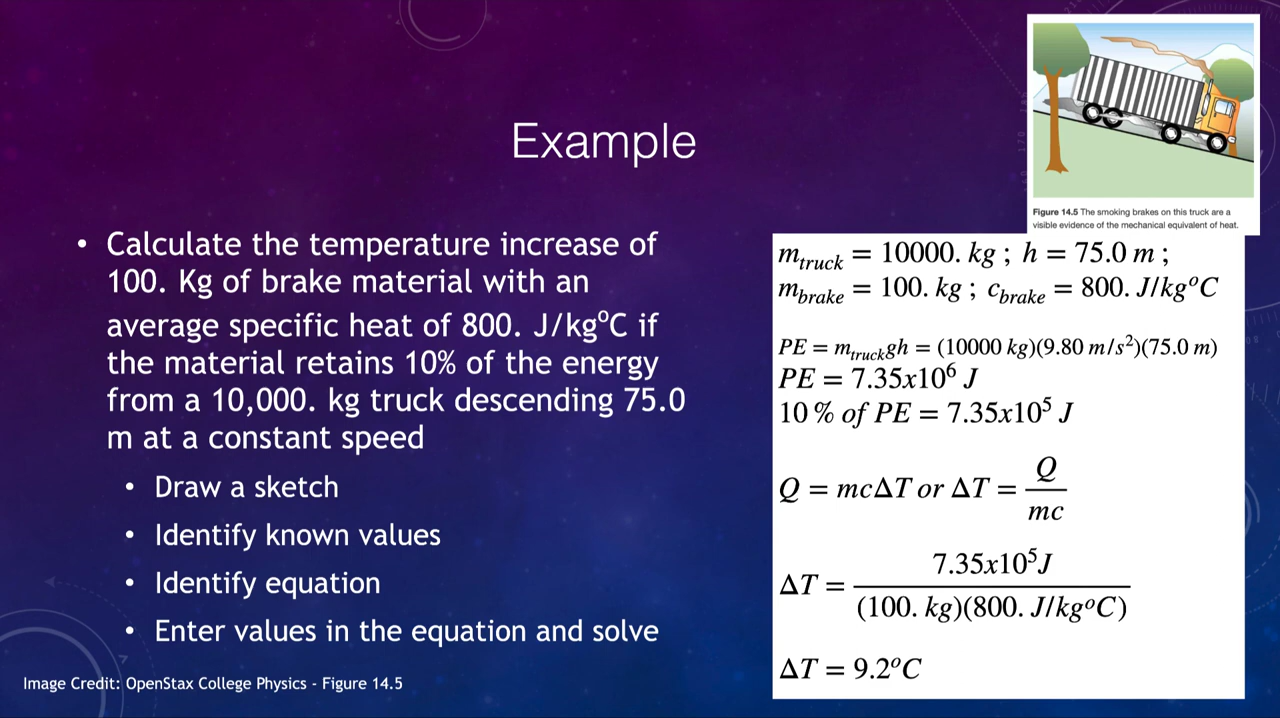 Example
Figure 14.5 The smoking brakes on this truck are a
visible evidence of the mechanical equivalent of heat.
• Calculate the temperature increase of
100. Kg of brake material with an
average specific heat of 800. J/kgºC if
the material retains 10% of the energy
from a 10,000. kg truck descending 75.0
m at a constant speed
• Draw a sketch
• Identify known values
• Identify equation
• Enter values in the equation and solve
m_truck = 10000. kg ; h = 75.0 m ;
m_brake = 100. kg ; c_brake = 800. J/kgºC
PE = m_truck gh = (10000 kg)(9.80 m/s²)(75.0 m)
PE = 7.35x10⁶ J
10 % of PE = 7.35x10⁵ J
Q = mcΔT or ΔT = Q/mc
ΔT = 7.35x10⁵J/(100. kg)(800. J/kgºC)
ΔT = 9.2ºC
Image Credit: OpenStax College Physics - Figure 14.5